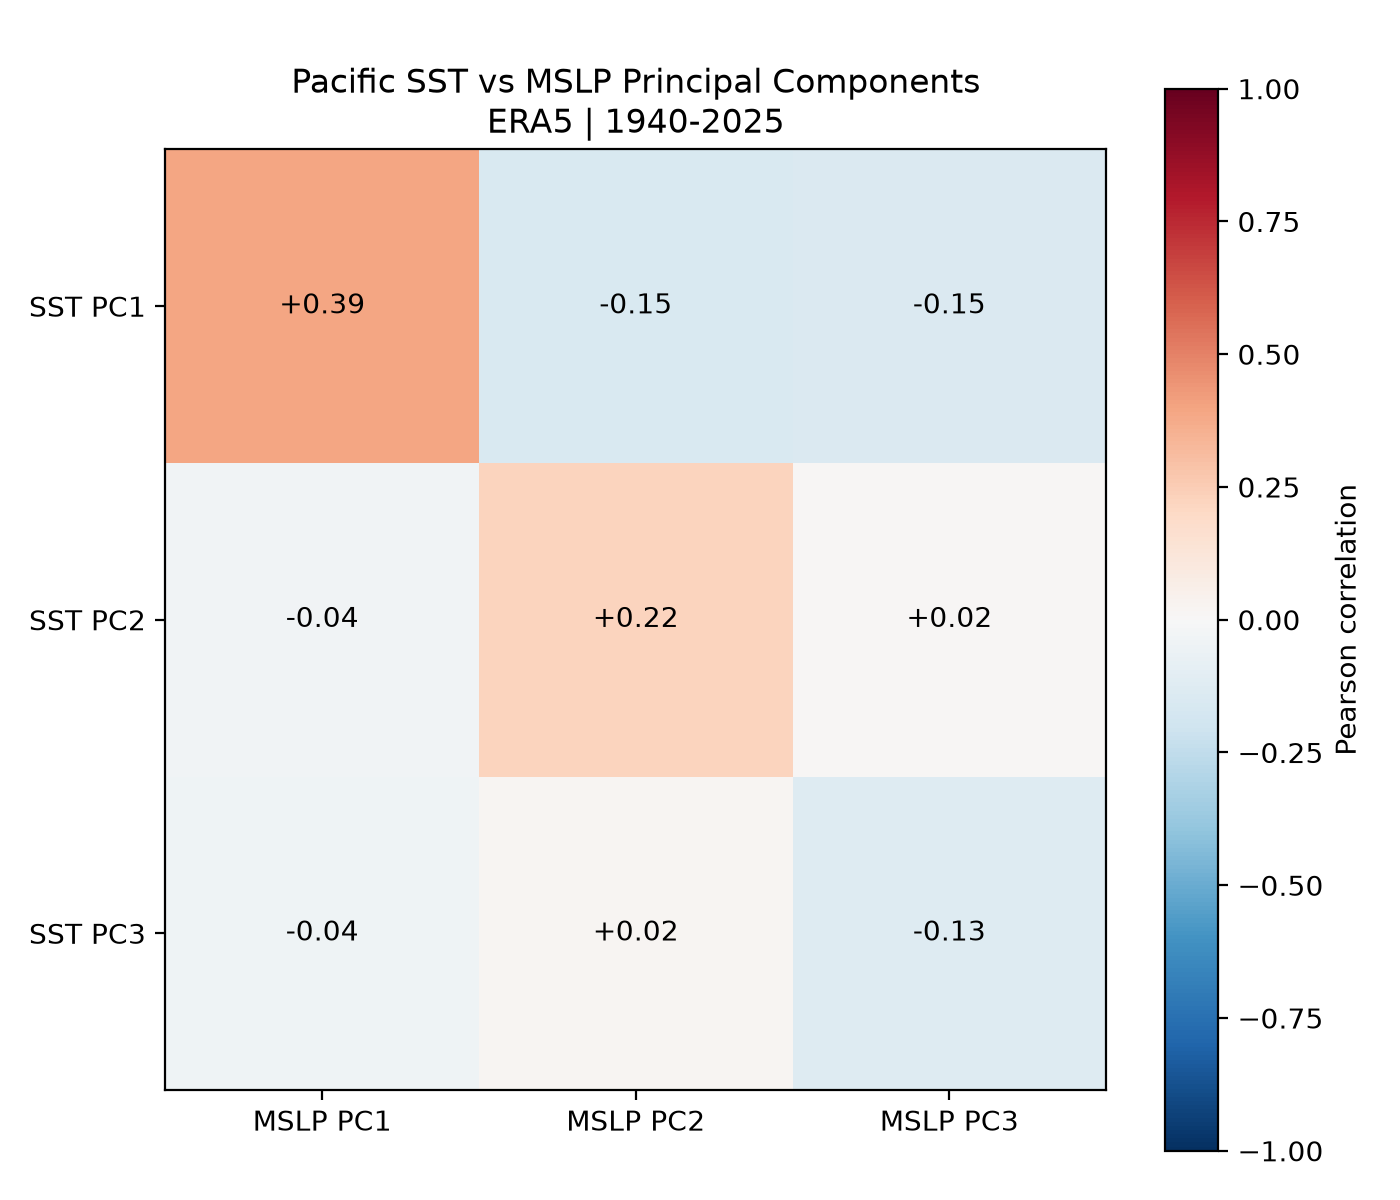 Pacific SST vs MSLP Principal Components
ERA5 | 1940-2025
SST PC1
+0.39
-0.15
-0.15
SST PC2
-0.04
+0.22
+0.02
SST PC3
-0.04
+0.02
-0.13
MSLP PC1
MSLP PC2
MSLP PC3
1.00
0.75
0.50
0.25
0.00
−0.25
−0.50
−0.75
−1.00
Pearson correlation